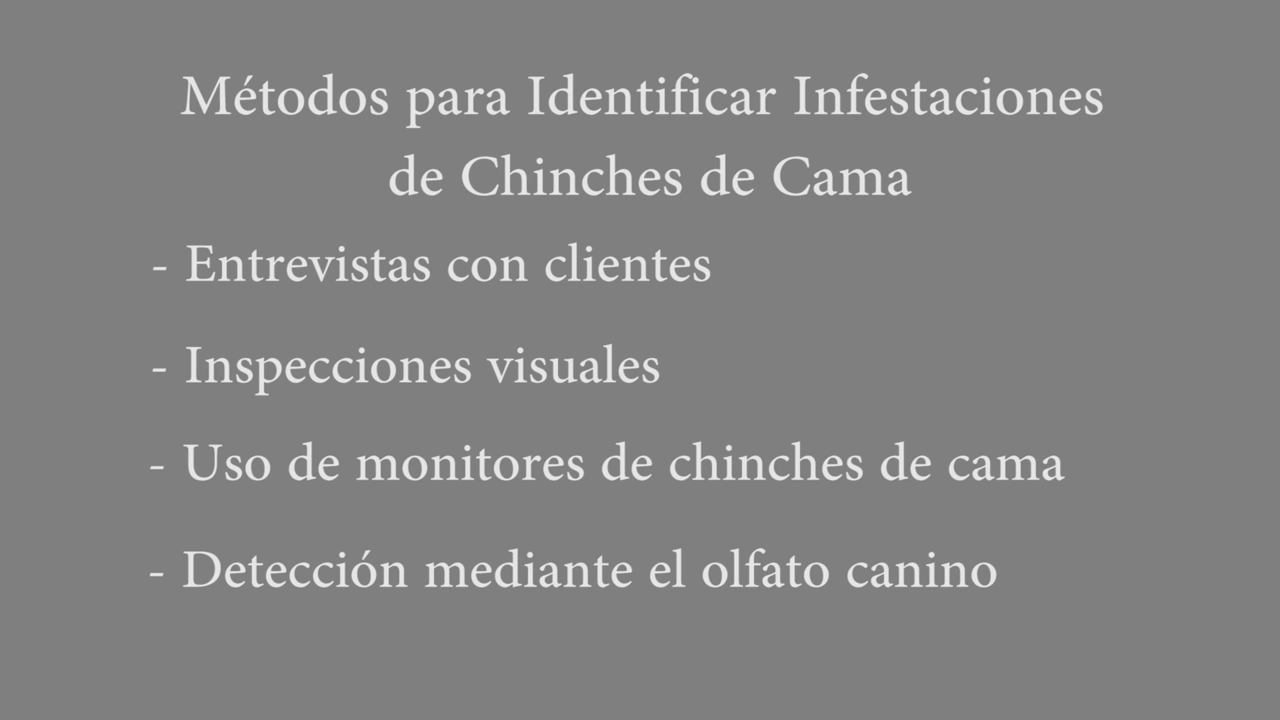 Métodos para Identificar Infestaciones
de Chinches de Cama
- Entrevistas con clientes
- Inspecciones visuales
- Uso de monitores de chinches de cama
- Detección mediante el olfato canino